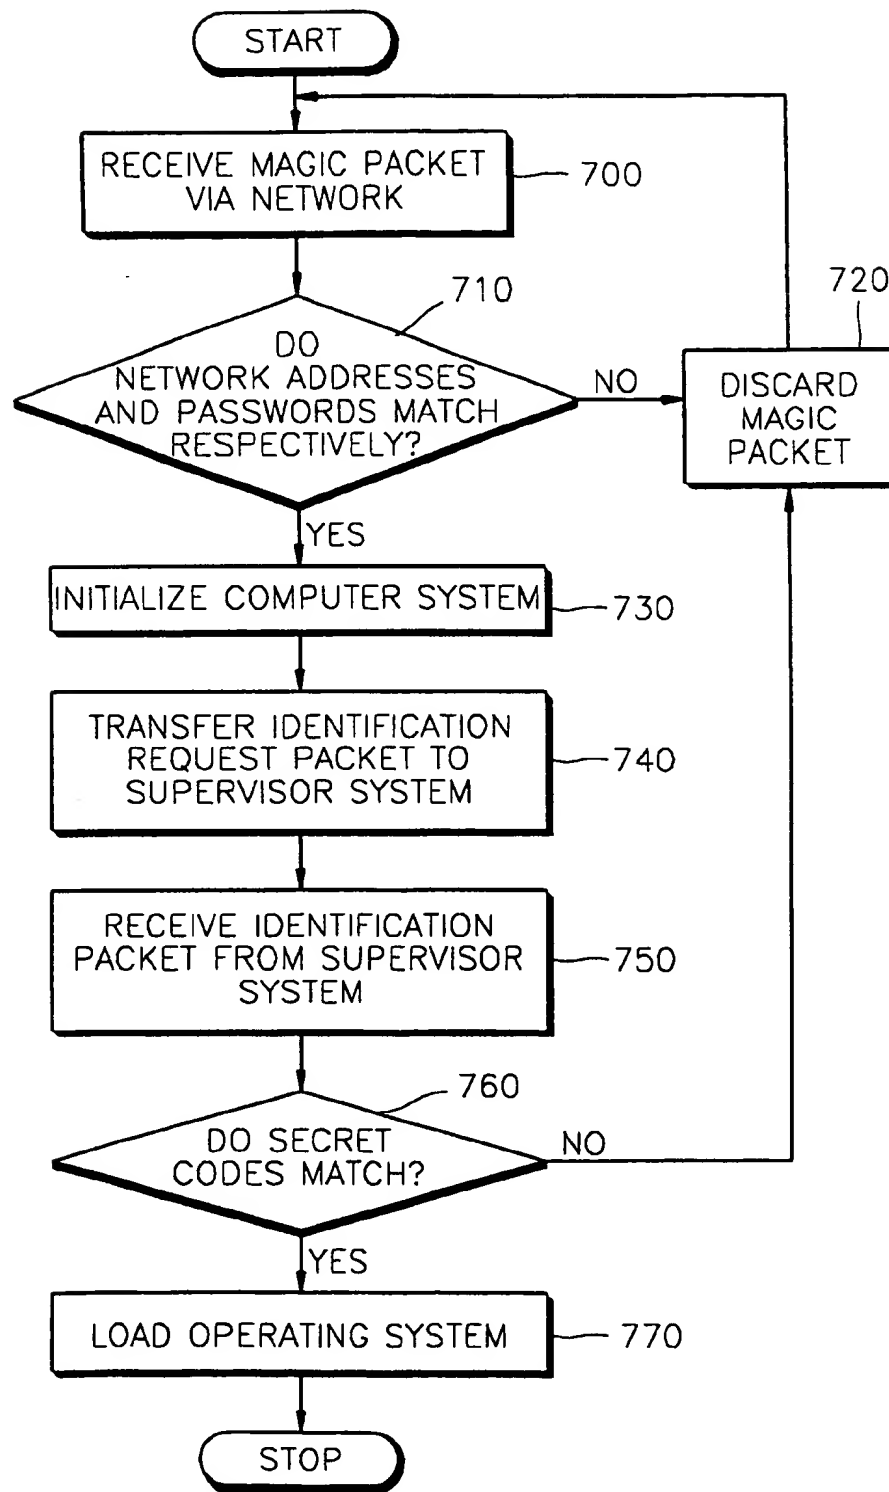 START
RECEIVE MAGIC PACKET
VIA NETWORK
700
710
DO
NETWORK ADDRESSES
AND PASSWORDS MATCH
RESPECTIVELY?
NO
720
DISCARD
MAGIC
PACKET
YES
INITIALIZE COMPUTER SYSTEM
730
TRANSFER IDENTIFICATION
REQUEST PACKET TO
SUPERVISOR SYSTEM
740
RECEIVE IDENTIFICATION
PACKET FROM SUPERVISOR
SYSTEM
750
760
DO SECRET
CODES MATCH?
NO
YES
LOAD OPERATING SYSTEM
770
STOP